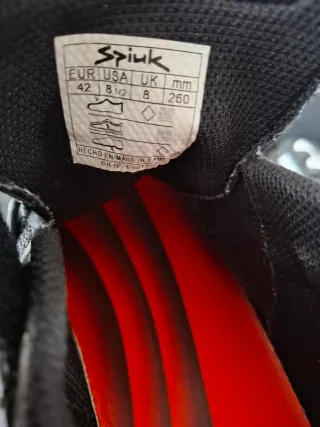 Spiuk
EUR USA UK mm
42 8 1/2 8 260
HECHO EN/MADE IN